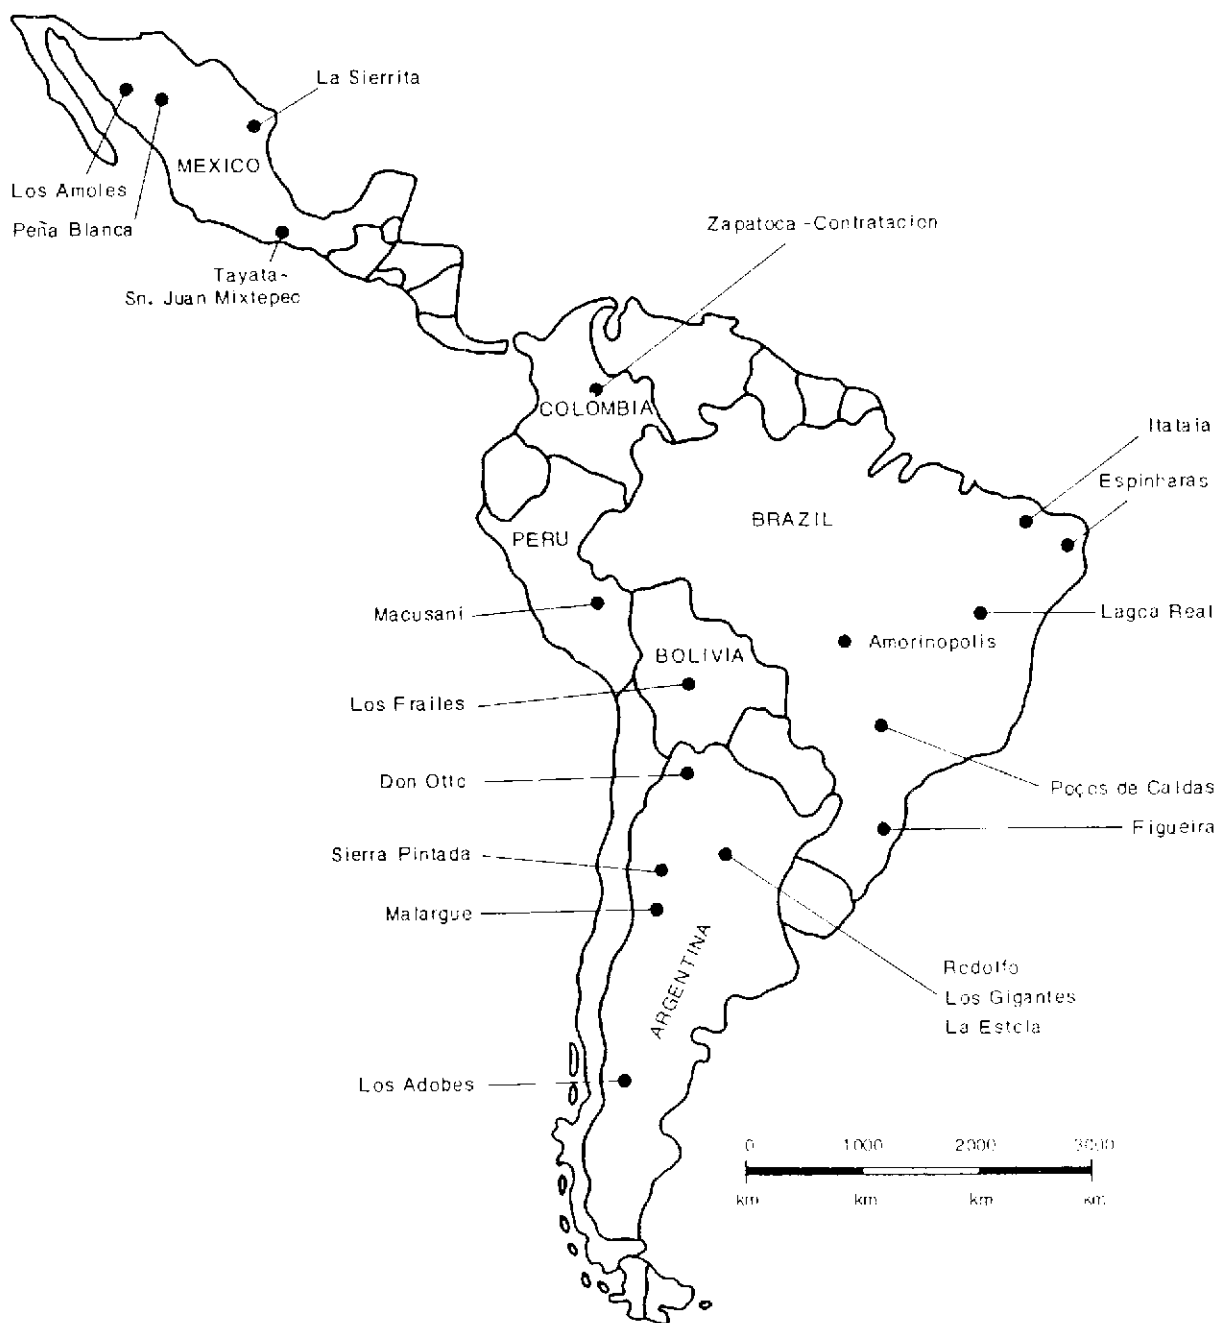 La Sierrita
MEXICO
Los Amoles
Peña Blanca
Tayata-
Sn. Juan Mixtepec
Zapatoca-Contratacion
COLOMBIA
Itataia
Espinharas
BRAZIL
PERU
Macusani
Lagoa Real
Amorinopolis
BOLIVIA
Los Frailes
Don Otto
Poços de Caldas
Figueira
Sierra Pintada
Malargue
ARGENTINA
Rodolfo
Los Gigantes
La Estela
Los Adobes
0 1000 2000 3000
km km km km